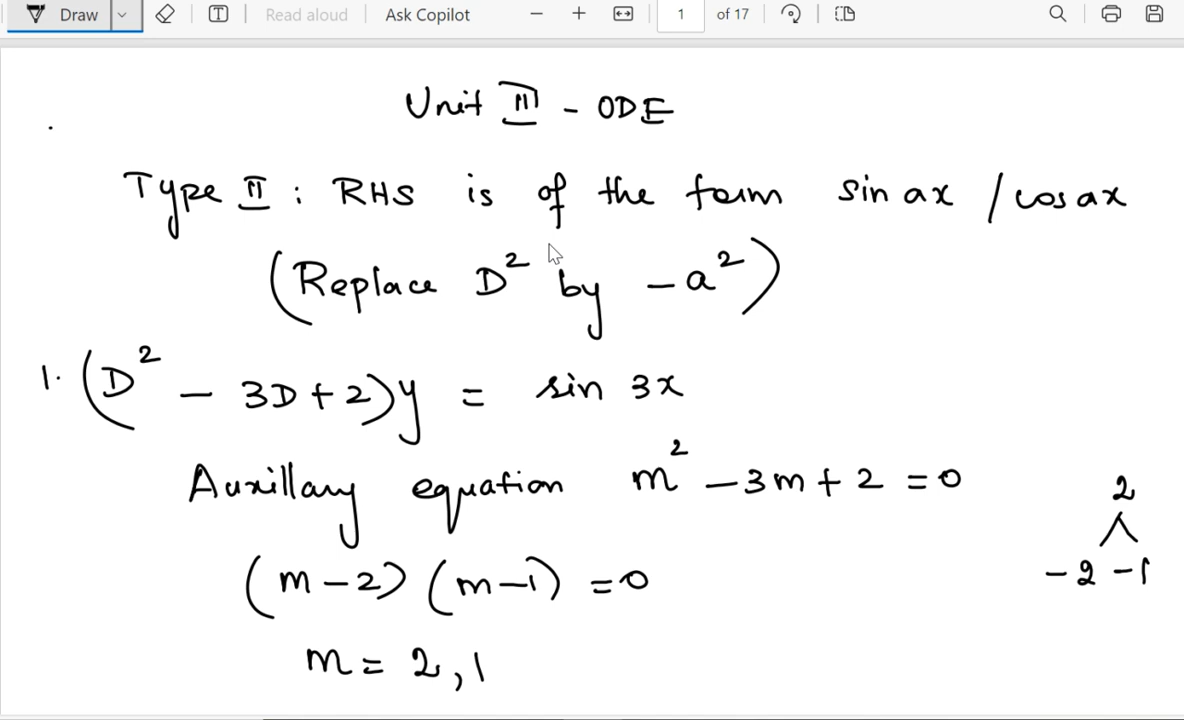 Draw Read aloud Ask Copilot − + 1 of 17
Unit III - ODE
Type II : RHS is of the form sin ax / cos ax
(Replace D² by -a²)
1. (D² - 3D + 2)y = sin 3x
Auxillary equation m² - 3m + 2 = 0
2
-2 -1
(m-2) (m-1) = 0
m = 2, 1